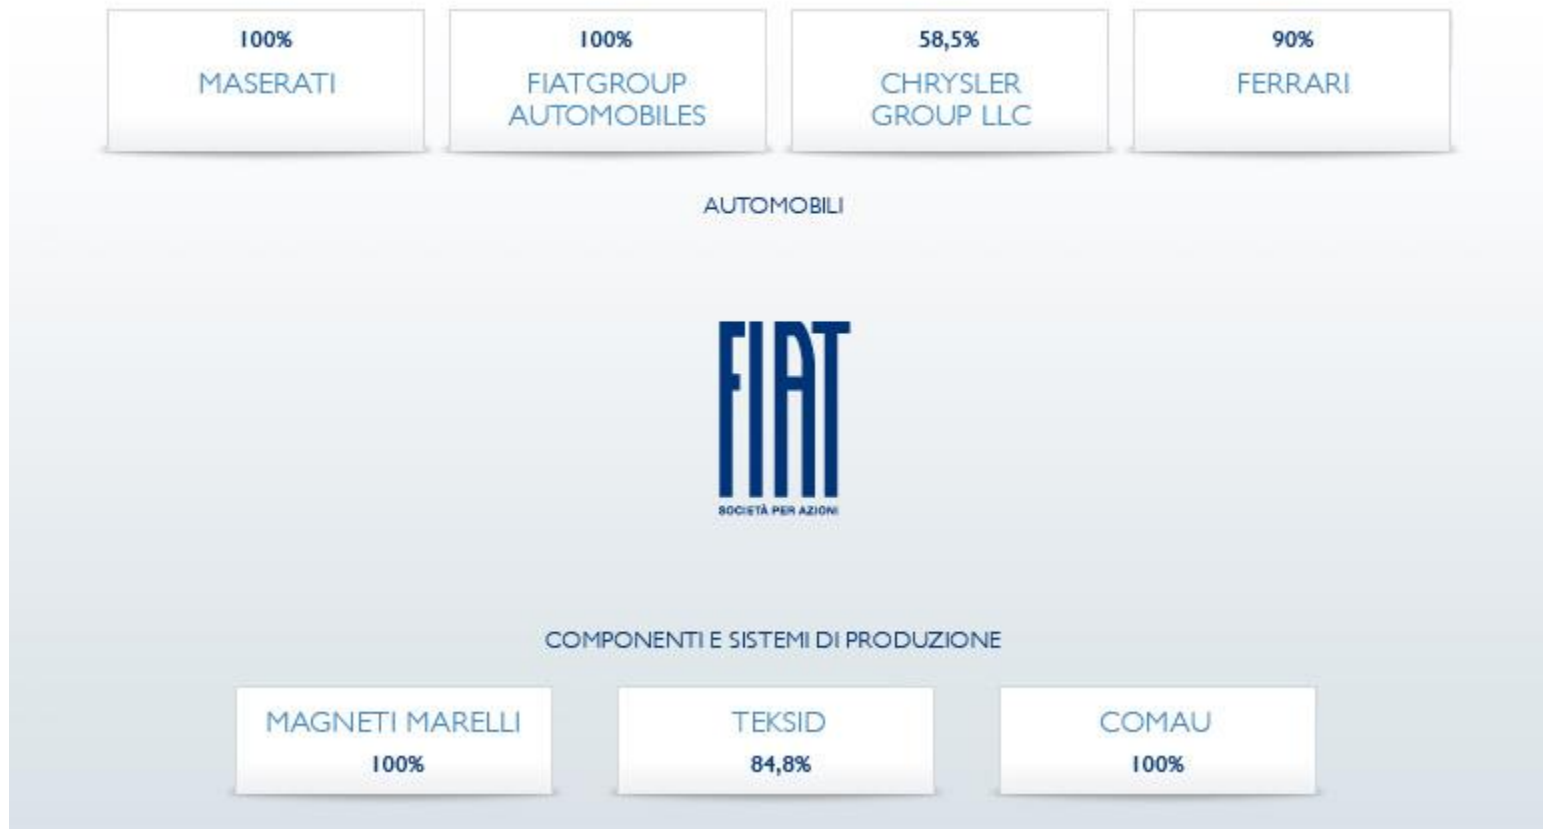 100%
MASERATI
100%
FIATGROUP
AUTOMOBILES
58,5%
CHRYSLER
GROUP LLC
90%
FERRARI
AUTOMOBILI
FIAT
SOCIETÀ PER AZIONI
COMPONENTI E SISTEMI DI PRODUZIONE
MAGNETI MARELLI
100%
TEKSID
84,8%
COMAU
100%